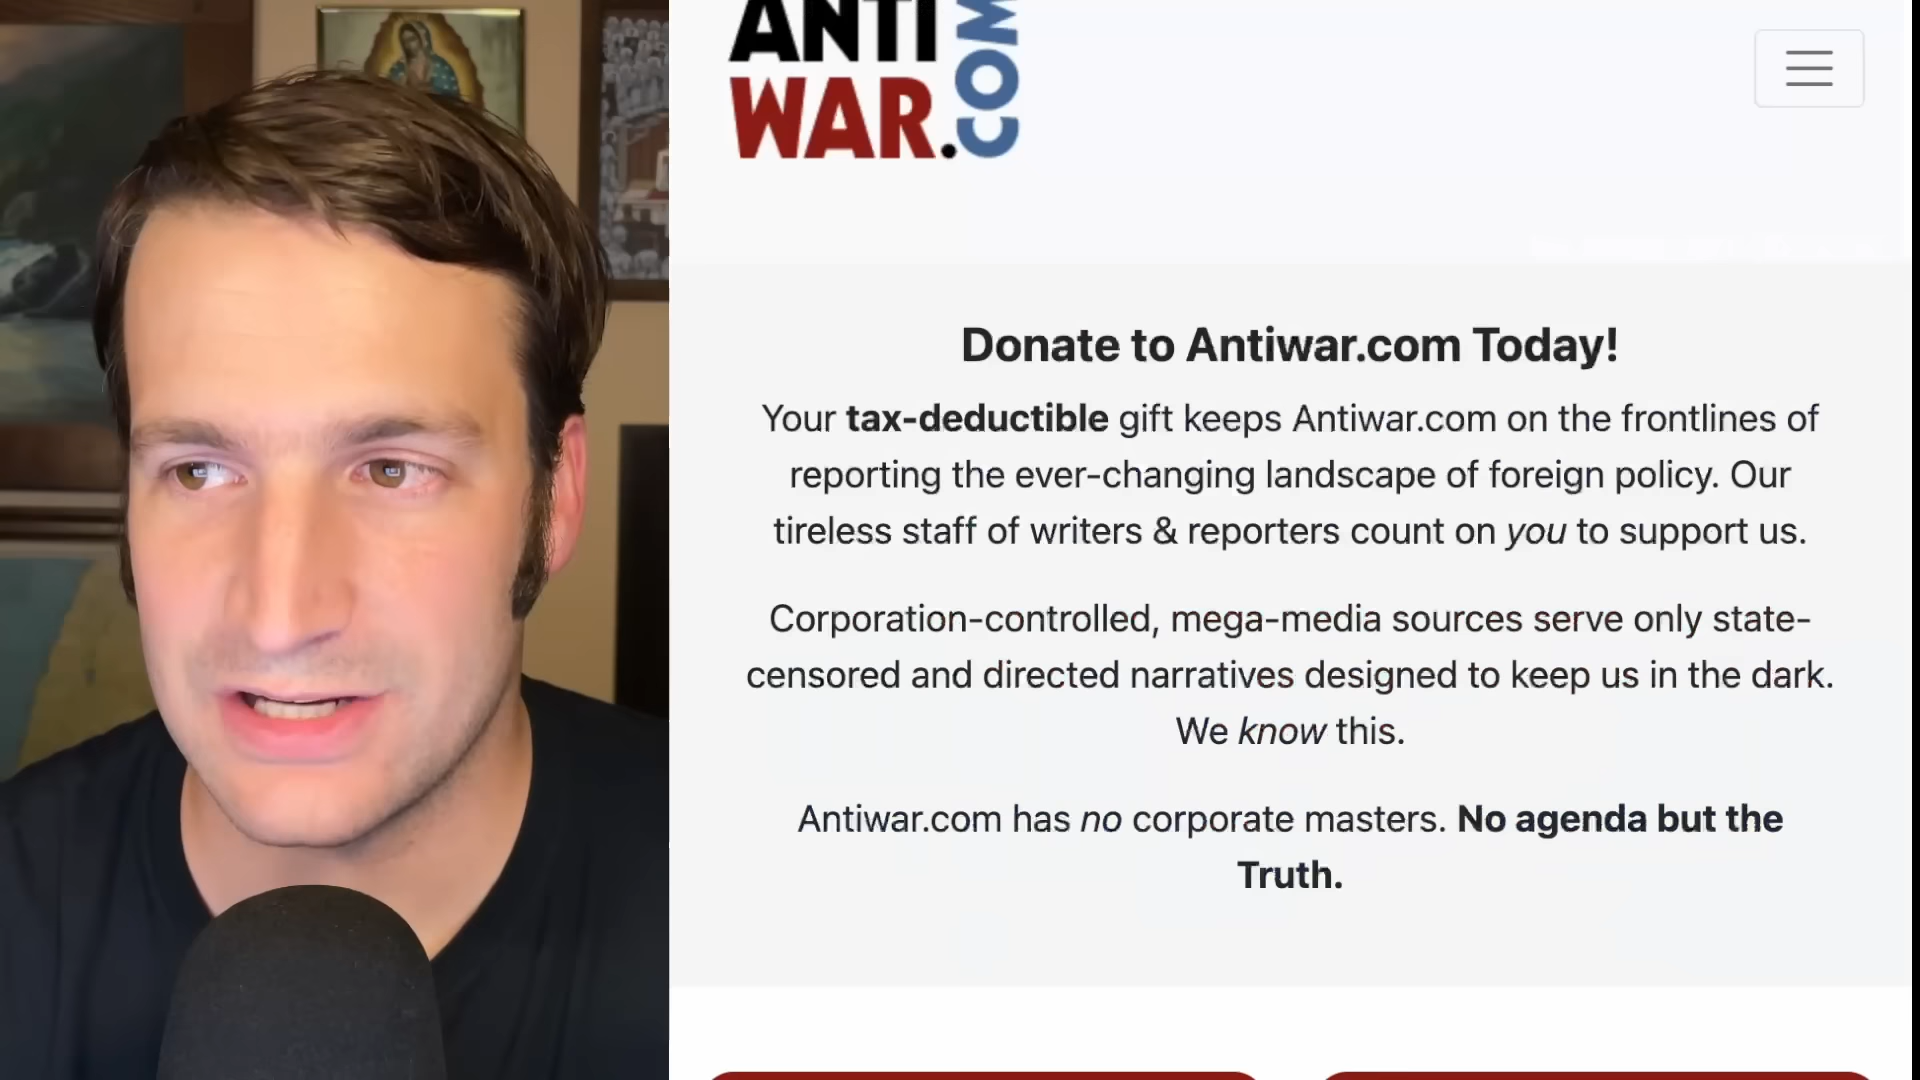 ANTI
WAR.COM
Donate to Antiwar.com Today!
Your tax-deductible gift keeps Antiwar.com on the frontlines of
reporting the ever-changing landscape of foreign policy. Our
tireless staff of writers & reporters count on you to support us.
Corporation-controlled, mega-media sources serve only state-
censored and directed narratives designed to keep us in the dark.
We know this.
Antiwar.com has no corporate masters. No agenda but the
Truth.